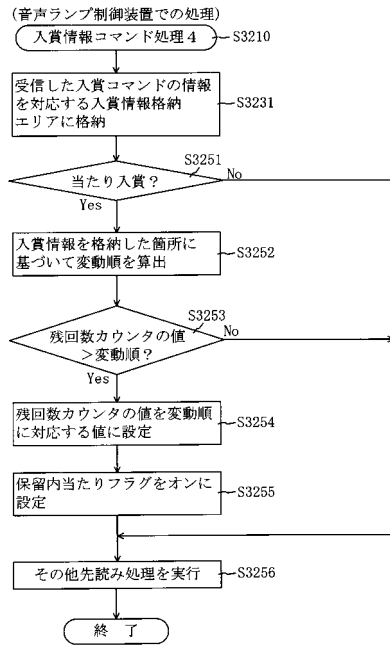 (音声ランプ制御装置での処理)
入賞情報コマンド処理4
S3210
受信した入賞コマンドの情報
を対応する入賞情報格納
エリアに格納
S3231
S3251
当たり入賞?
No
Yes
入賞情報を格納した箇所に
基づいて変動順を算出
S3252
S3253
残回数カウンタの値
>変動順?
No
Yes
残回数カウンタの値を変動順
に対応する値に設定
S3254
保留内当たりフラグをオンに
設定
S3255
その他先読み処理を実行
S3256
終 了